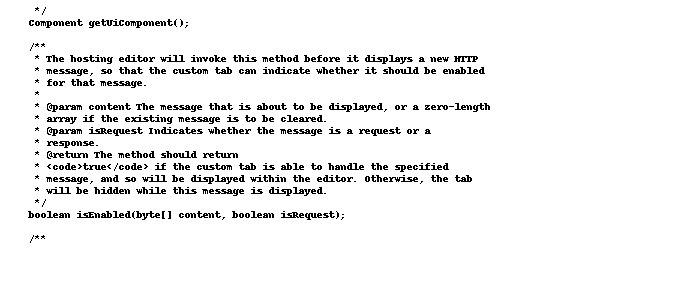 */
Component getUiComponent();
/**
* The hosting editor will invoke this method before it displays a new HTTP
* message, so that the custom tab can indicate whether it should be enabled
* for that message.
*
* @param content The message that is about to be displayed, or a zero-length
* array if the existing message is to be cleared.
* @param isRequest Indicates whether the message is a request or a
* response.
* @return The method should return
* <code>true</code> if the custom tab is able to handle the specified
* message, and so will be displayed within the editor. Otherwise, the tab
* will be hidden while this message is displayed.
*/
boolean isEnabled(byte[] content, boolean isRequest);
/**